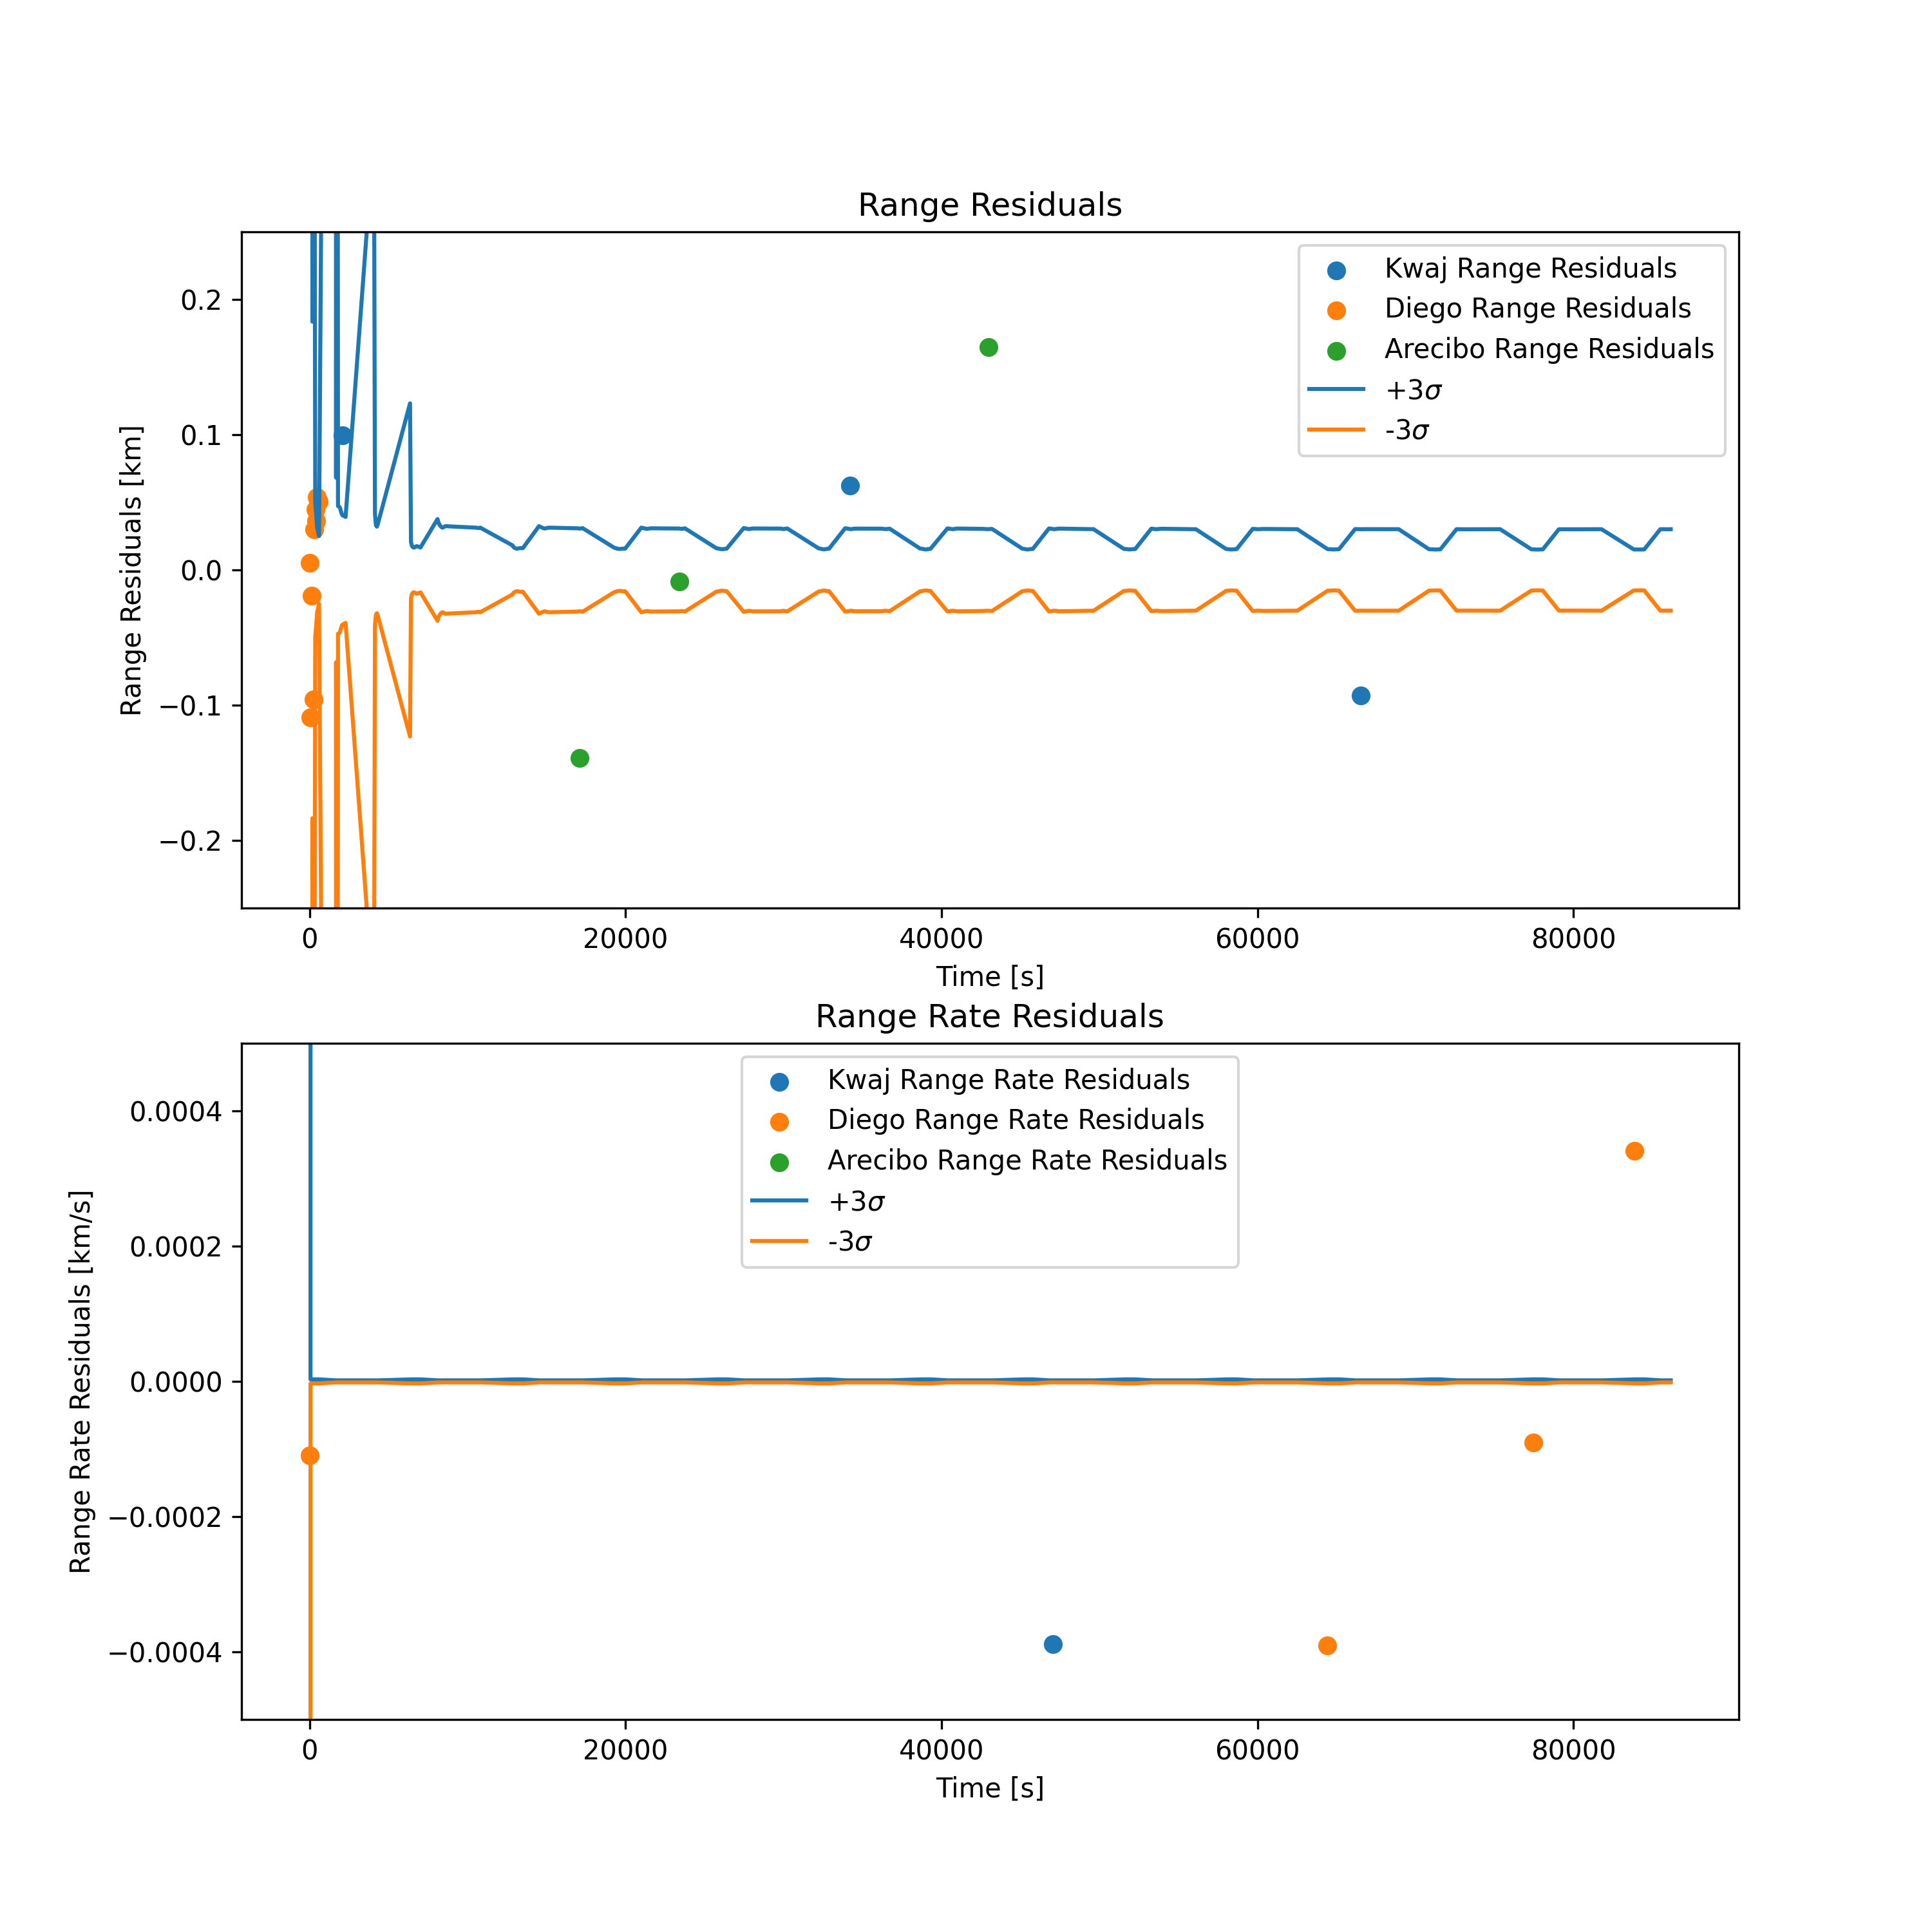 Range Residuals
Range Residuals [km]
0.2
0.1
0.0
−0.1
−0.2
Kwaj Range Residuals
Diego Range Residuals
Arecibo Range Residuals
+3σ
-3σ
0 20000 40000 60000 80000
Time [s]
Range Rate Residuals
Range Rate Residuals [km/s]
0.0004
0.0002
0.0000
−0.0002
−0.0004
Kwaj Range Rate Residuals
Diego Range Rate Residuals
Arecibo Range Rate Residuals
+3σ
-3σ
0 20000 40000 60000 80000
Time [s]